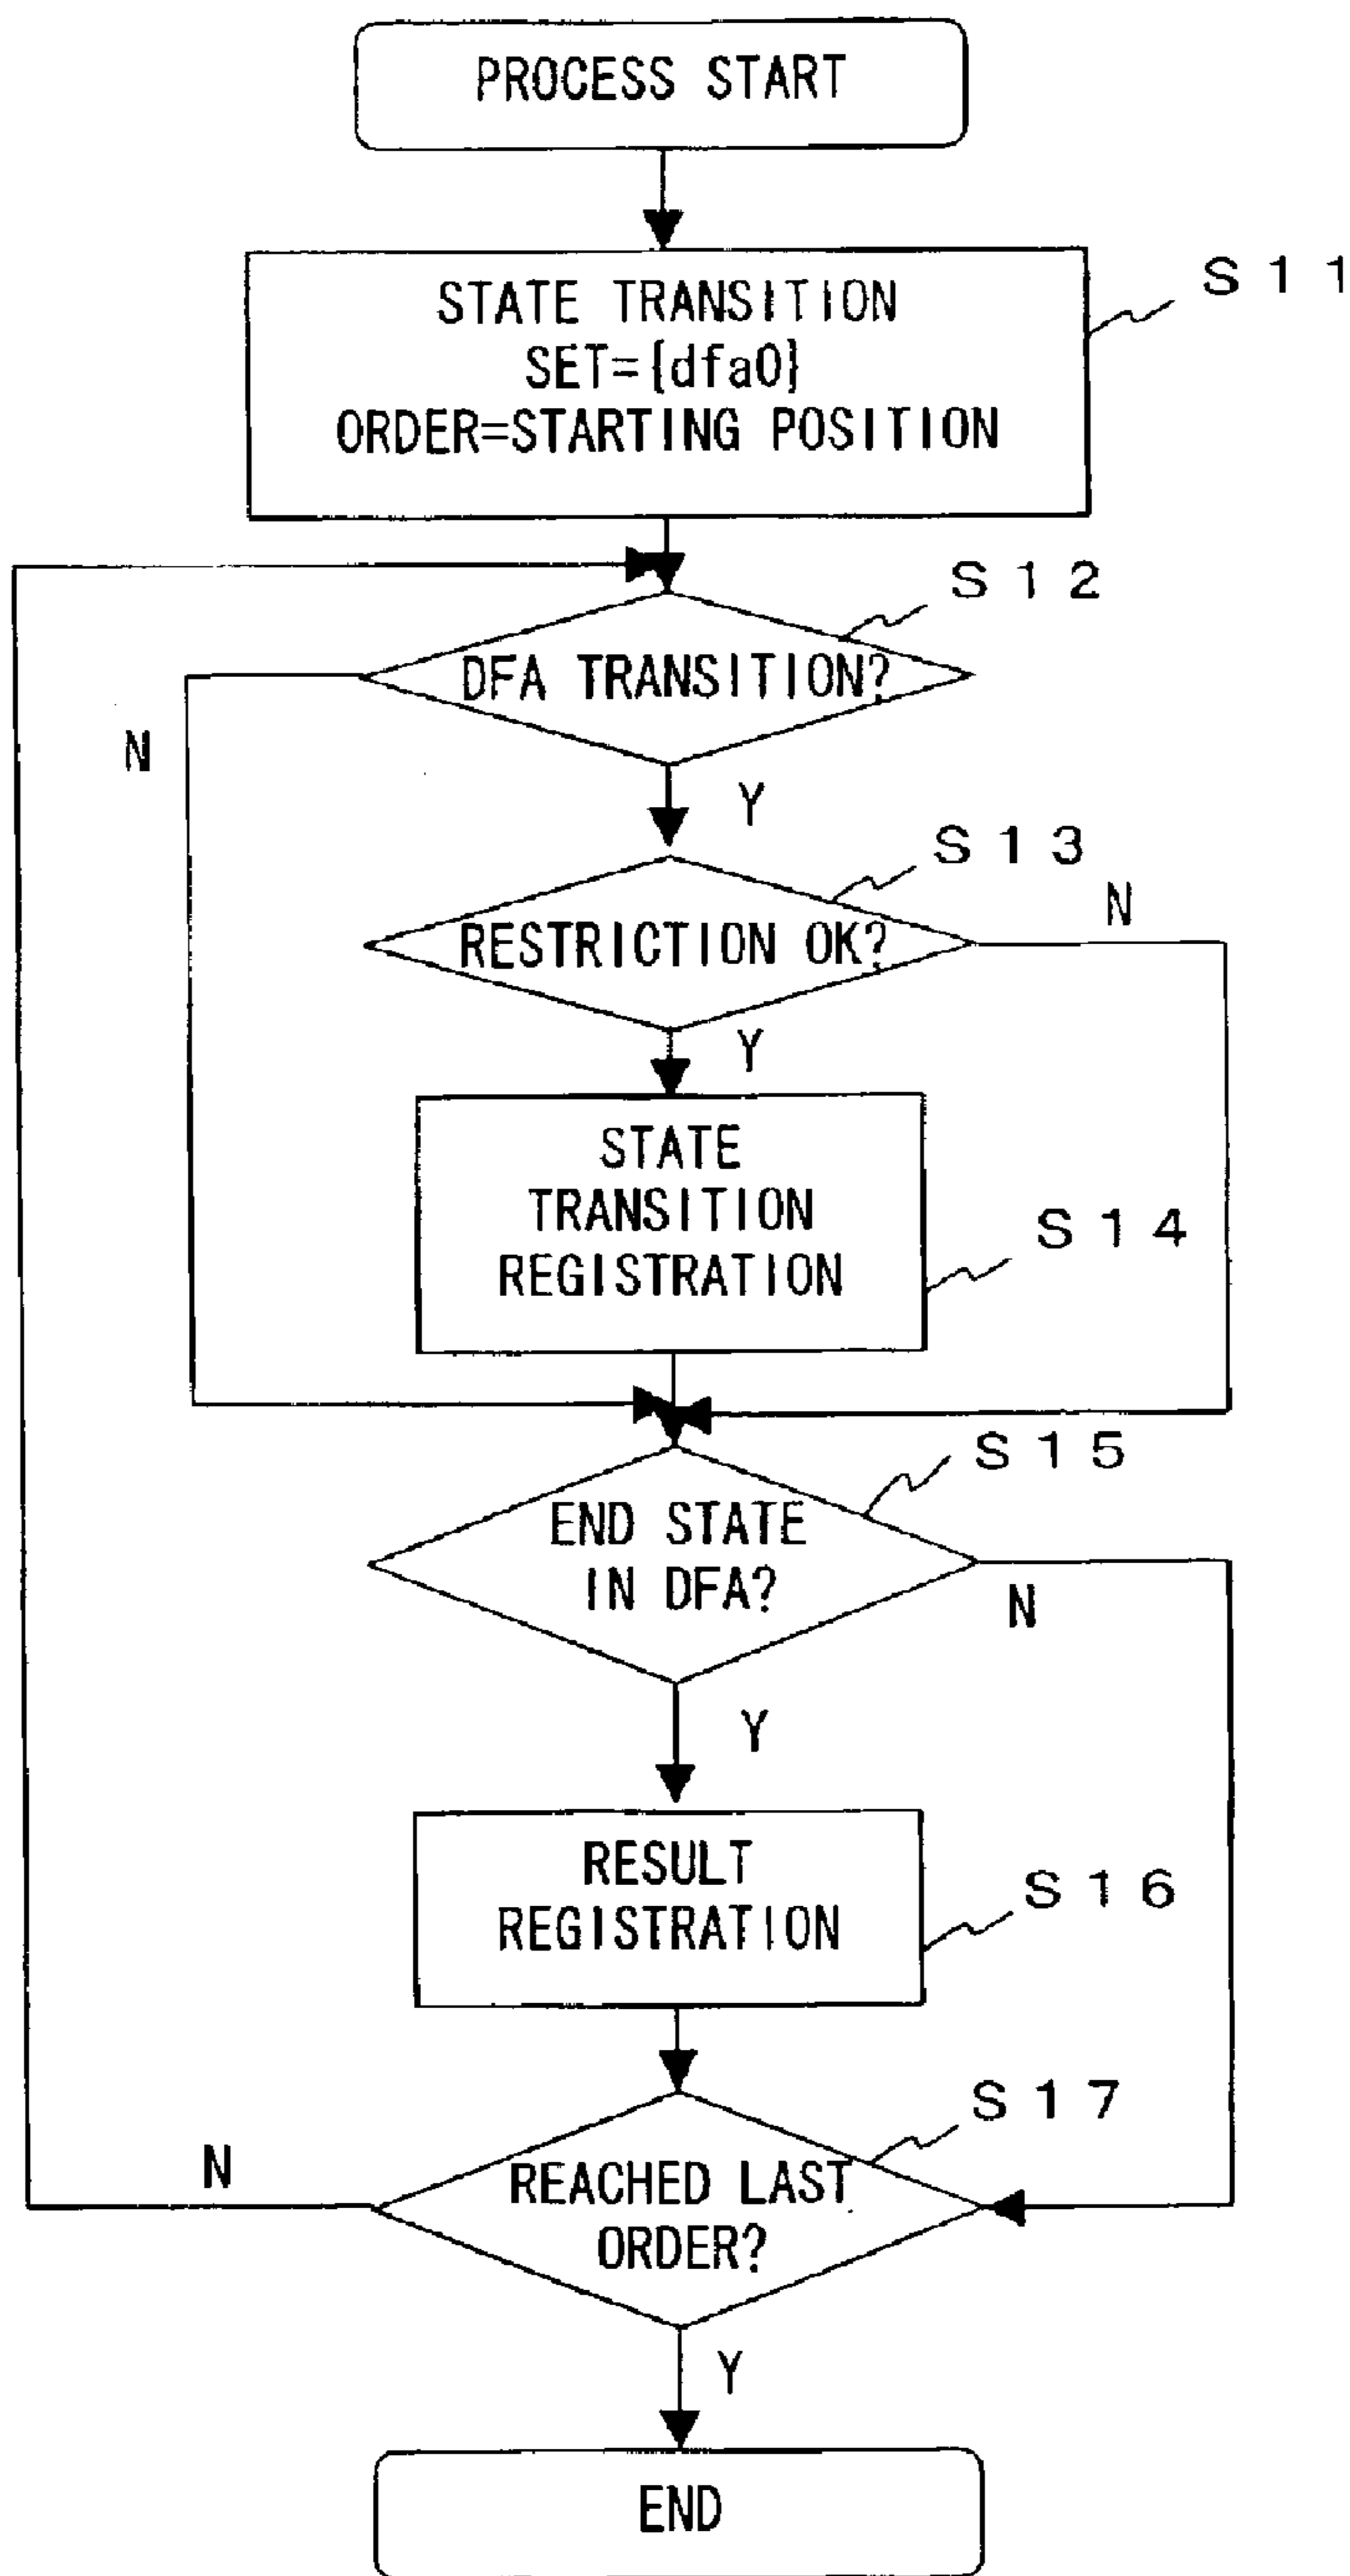 PROCESS START
STATE TRANSITION
SET={dfa0}
ORDER=STARTING POSITION
S11
S12
DFA TRANSITION?
N
Y
S13
N
RESTRICTION OK?
Y
STATE
TRANSITION
REGISTRATION
S14
S15
END STATE
IN DFA?
N
Y
RESULT
REGISTRATION
S16
S17
N
REACHED LAST
ORDER?
Y
END